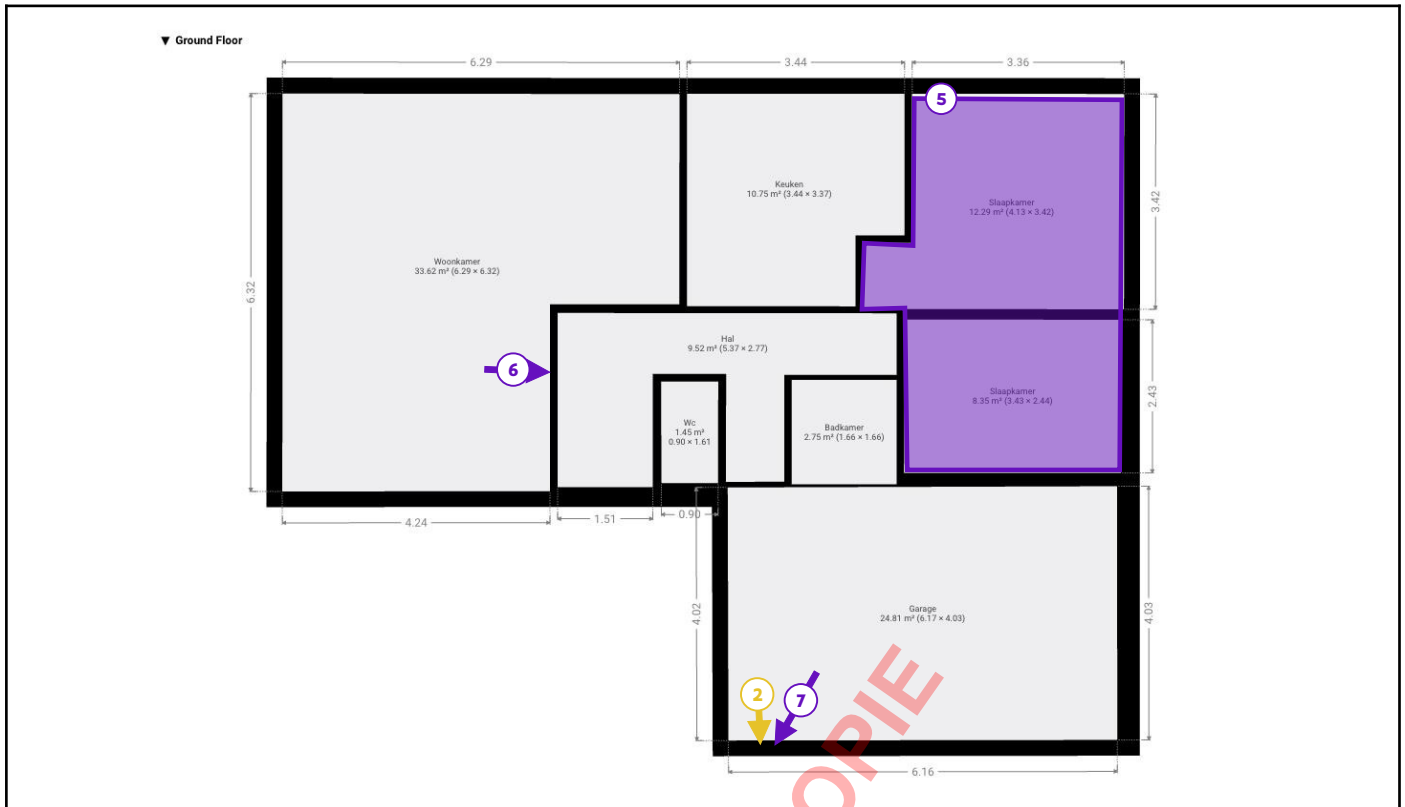 ▼ Ground Floor
6.29
3.44
3.36
5
Keuken
10.75 m² (3.44 × 3.37)
Slaapkamer
12.29 m² (4.13 × 3.42)
3.42
Woonkamer
33.62 m² (6.29 × 6.32)
6.32
Hal
9.52 m² (5.37 × 2.77)
6
Slaapkamer
8.35 m² (3.43 × 2.44)
2.43
Wc
1.45 m²
0.90 × 1.61
Badkamer
2.75 m² (1.66 × 1.66)
4.24
1.51
0.90
4.02
Garage
24.81 m² (6.17 × 4.03)
4.03
2
7
6.16
OPIE